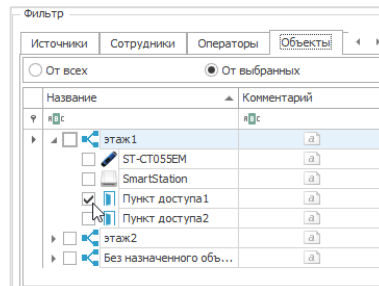 Фильтр
Источники Сотрудники Операторы Объекты
От всех От выбранных
Название Комментарий
этаж1
ST-CT055EM
SmartStation
Пункт доступа1
Пункт доступа2
этаж2
Без назначенного объ...